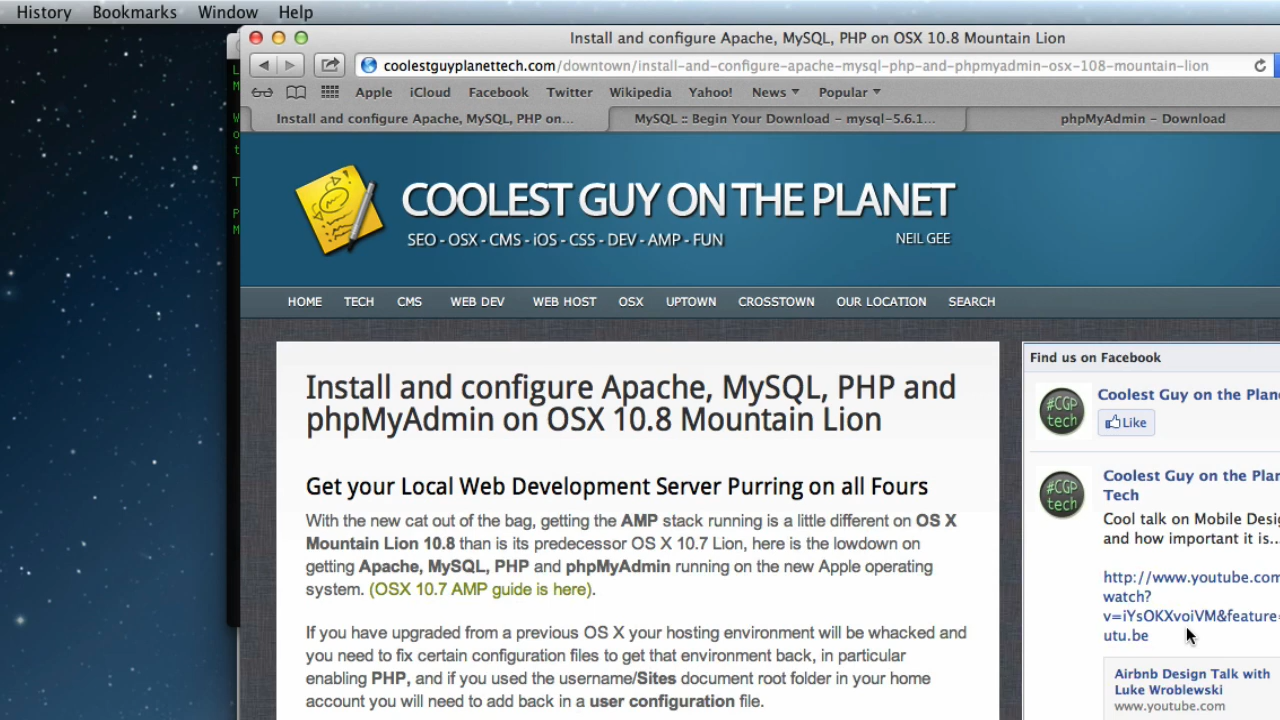 History Bookmarks Window Help
Install and configure Apache, MySQL, PHP on OSX 10.8 Mountain Lion
coolestguyplanettech.com/downtown/install-and-configure-apache-mysql-php-and-phpmyadmin-osx-108-mountain-lion
Apple iCloud Facebook Twitter Wikipedia Yahoo! News Popular
Install and configure Apache, MySQL, PHP on... MySQL :: Begin Your Download – mysql-5.6.1... phpMyAdmin – Download
COOLEST GUY ON THE PLANET
SEO - OSX - CMS - iOS - CSS - DEV - AMP - FUN NEIL GEE
HOME TECH CMS WEB DEV WEB HOST OSX UPTOWN CROSSTOWN OUR LOCATION SEARCH
Install and configure Apache, MySQL, PHP and
phpMyAdmin on OSX 10.8 Mountain Lion
Get your Local Web Development Server Purring on all Fours
With the new cat out of the bag, getting the AMP stack running is a little different on OS X
Mountain Lion 10.8 than is its predecessor OS X 10.7 Lion, here is the lowdown on
getting Apache, MySQL, PHP and phpMyAdmin running on the new Apple operating
system. (OSX 10.7 AMP guide is here).
If you have upgraded from a previous OS X your hosting environment will be whacked and
you need to fix certain configuration files to get that environment back, in particular
enabling PHP, and if you used the username/Sites document root folder in your home
account you will need to add back in a user configuration file.
Find us on Facebook
#CGP
tech
Coolest Guy on the Plan
Like
#CGP
tech
Coolest Guy on the Plan
Tech
Cool talk on Mobile Desi
and how important it is...
http://www.youtube.com
watch?
v=iYsOKXvoiVM&feature=
utu.be
Airbnb Design Talk with
Luke Wroblewski
www.youtube.com